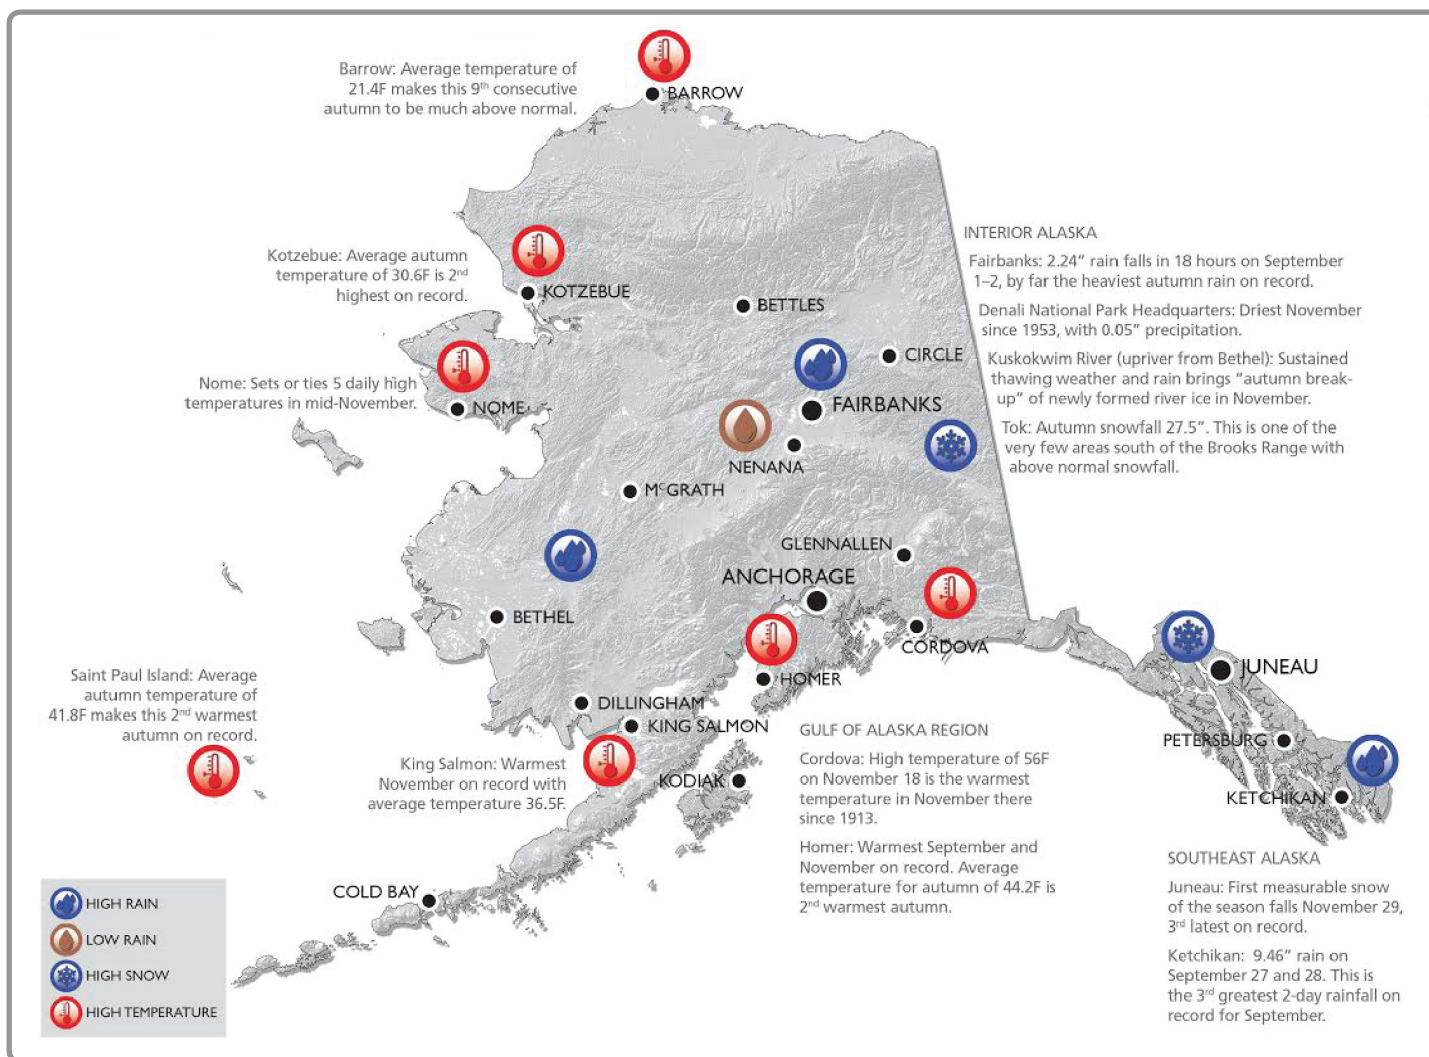 Barrow: Average temperature of
21.4F makes this 9th consecutive
autumn to be much above normal.
BARROW
Kotzebue: Average autumn
temperature of 30.6F is 2nd
highest on record.
KOTZEBUE
BETTLES
CIRCLE
Nome: Sets or ties 5 daily high
temperatures in mid-November.
NOME
FAIRBANKS
NENANA
McGRATH
INTERIOR ALASKA
Fairbanks: 2.24” rain falls in 18 hours on September
1–2, by far the heaviest autumn rain on record.
Denali National Park Headquarters: Driest November
since 1953, with 0.05” precipitation.
Kuskokwim River (upriver from Bethel): Sustained
thawing weather and rain brings “autumn break-
up” of newly formed river ice in November.
Tok: Autumn snowfall 27.5”. This is one of the
very few areas south of the Brooks Range with
above normal snowfall.
GLENNALLEN
ANCHORAGE
BETHEL
CORDOVA
HOMER
JUNEAU
Saint Paul Island: Average
autumn temperature of
41.8F makes this 2nd warmest
autumn on record.
DILLINGHAM
KING SALMON
King Salmon: Warmest
November on record with
average temperature 36.5F.
KODIAK
PETERSBURG
KETCHIKAN
GULF OF ALASKA REGION
Cordova: High temperature of 56F
on November 18 is the warmest
temperature in November there
since 1913.
Homer: Warmest September and
November on record. Average
temperature for autumn of 44.2F is
2nd warmest autumn.
SOUTHEAST ALASKA
Juneau: First measurable snow
of the season falls November 29,
3rd latest on record.
Ketchikan: 9.46” rain on
September 27 and 28. This is
the 3rd greatest 2-day rainfall on
record for September.
COLD BAY
HIGH RAIN
LOW RAIN
HIGH SNOW
HIGH TEMPERATURE